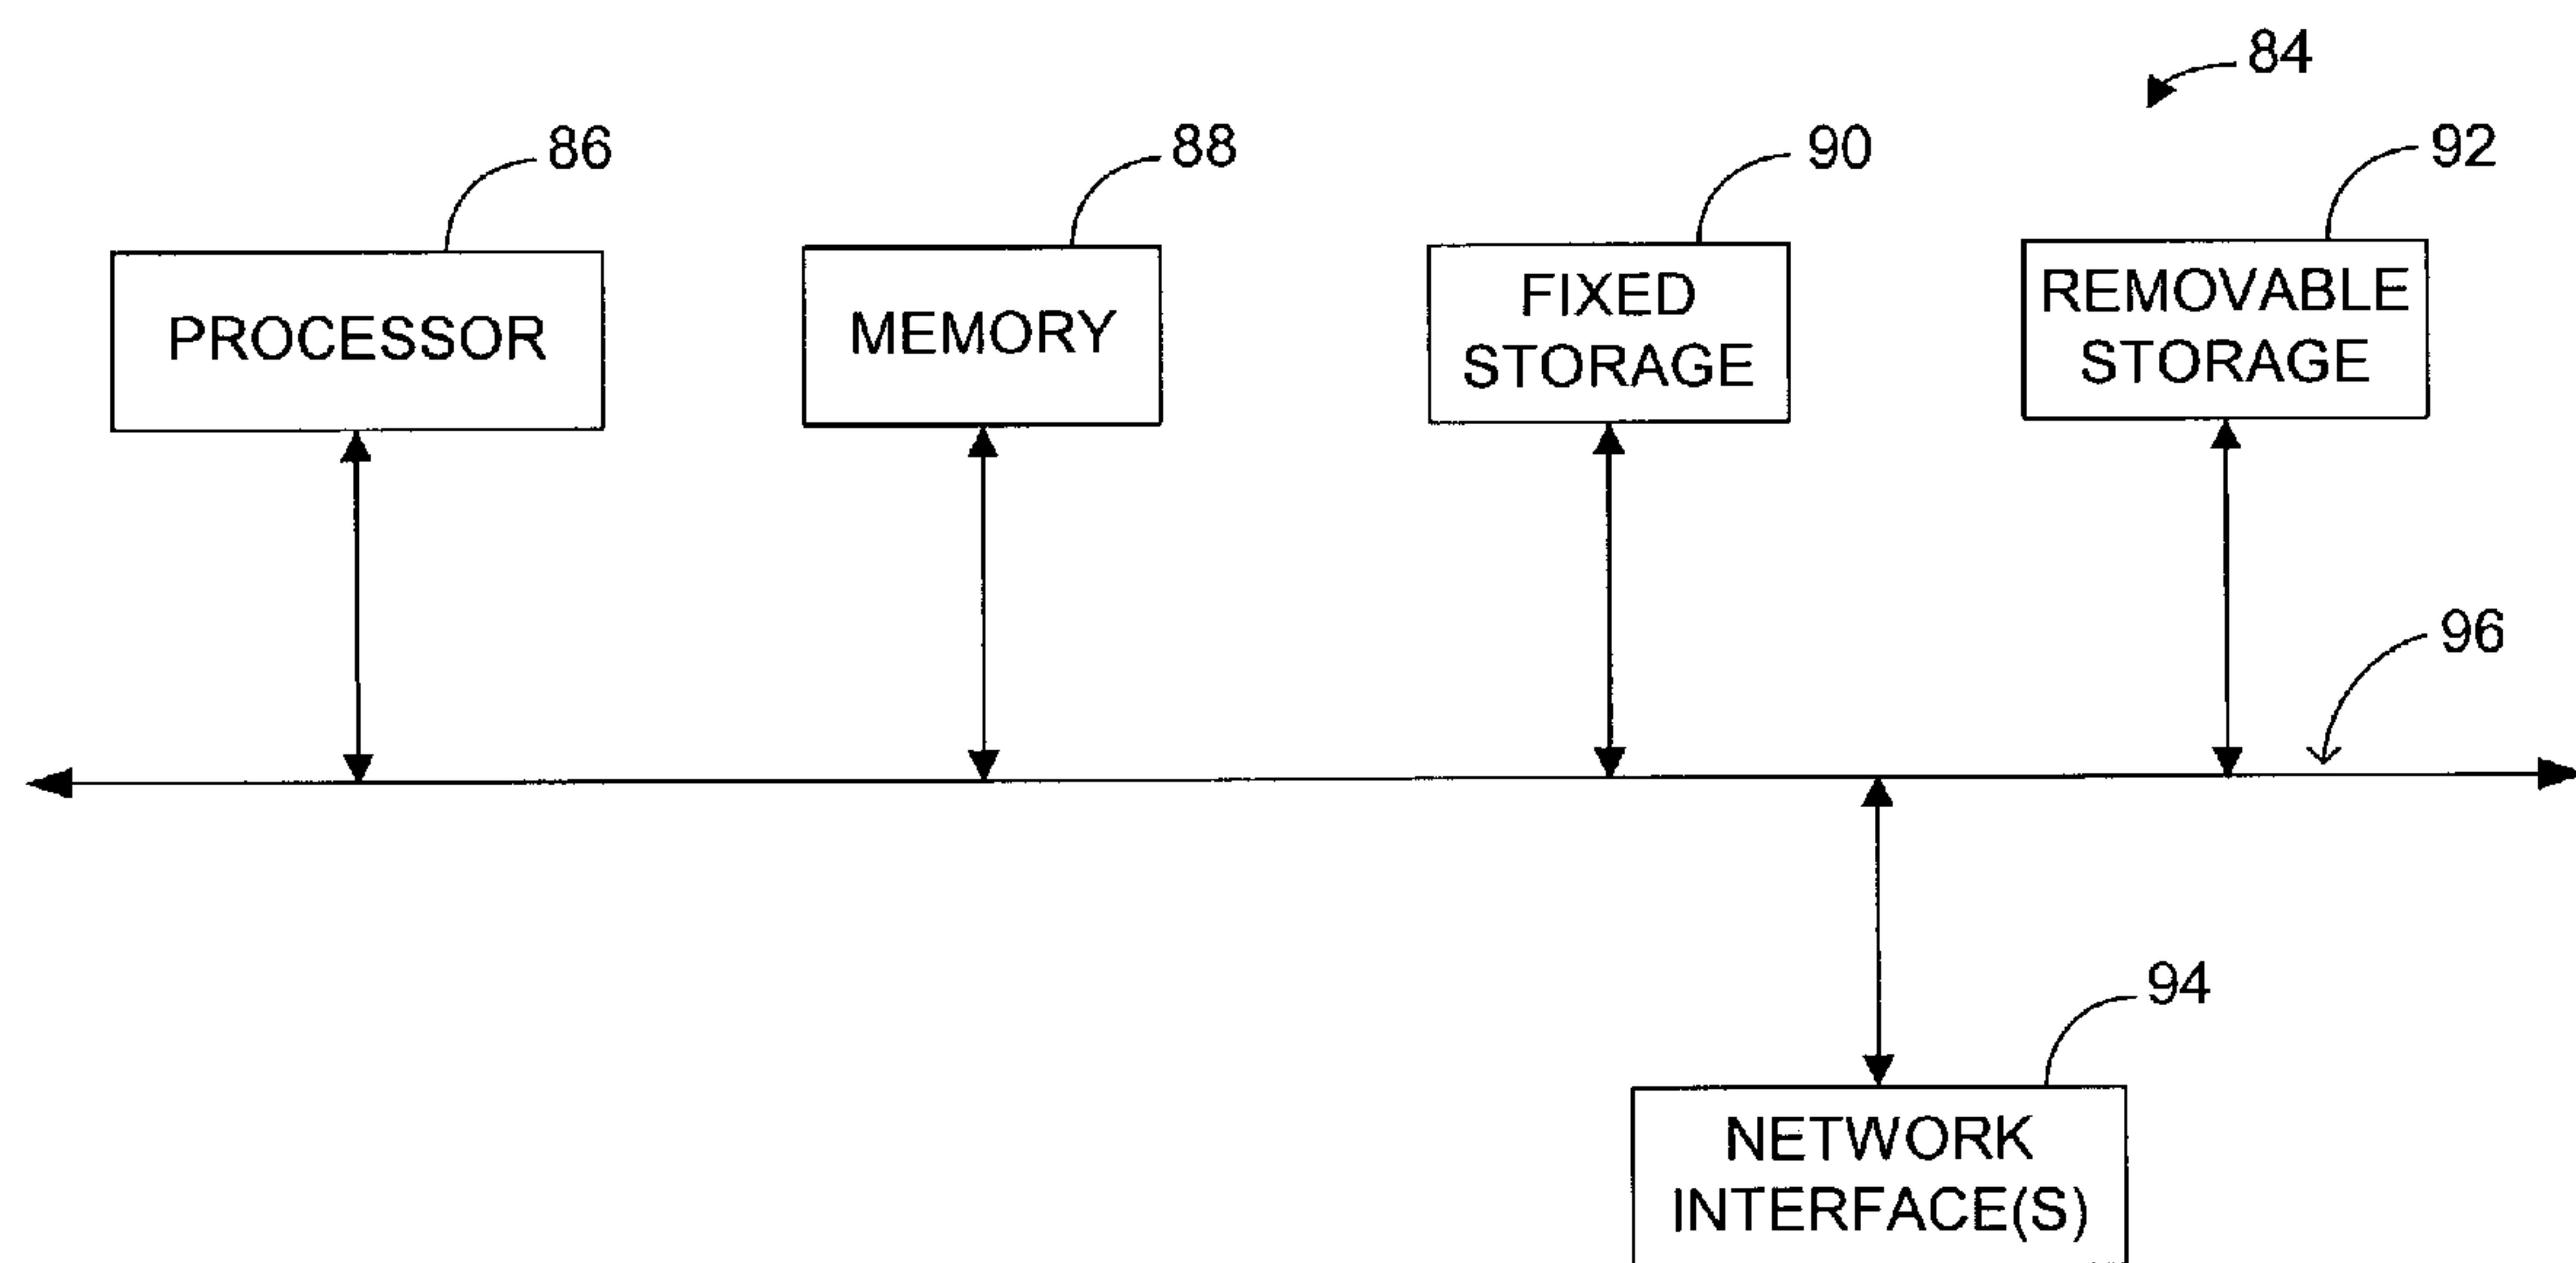 84
86
88
90
92
PROCESSOR
MEMORY
FIXED
STORAGE
REMOVABLE
STORAGE
96
94
NETWORK
INTERFACE(S)